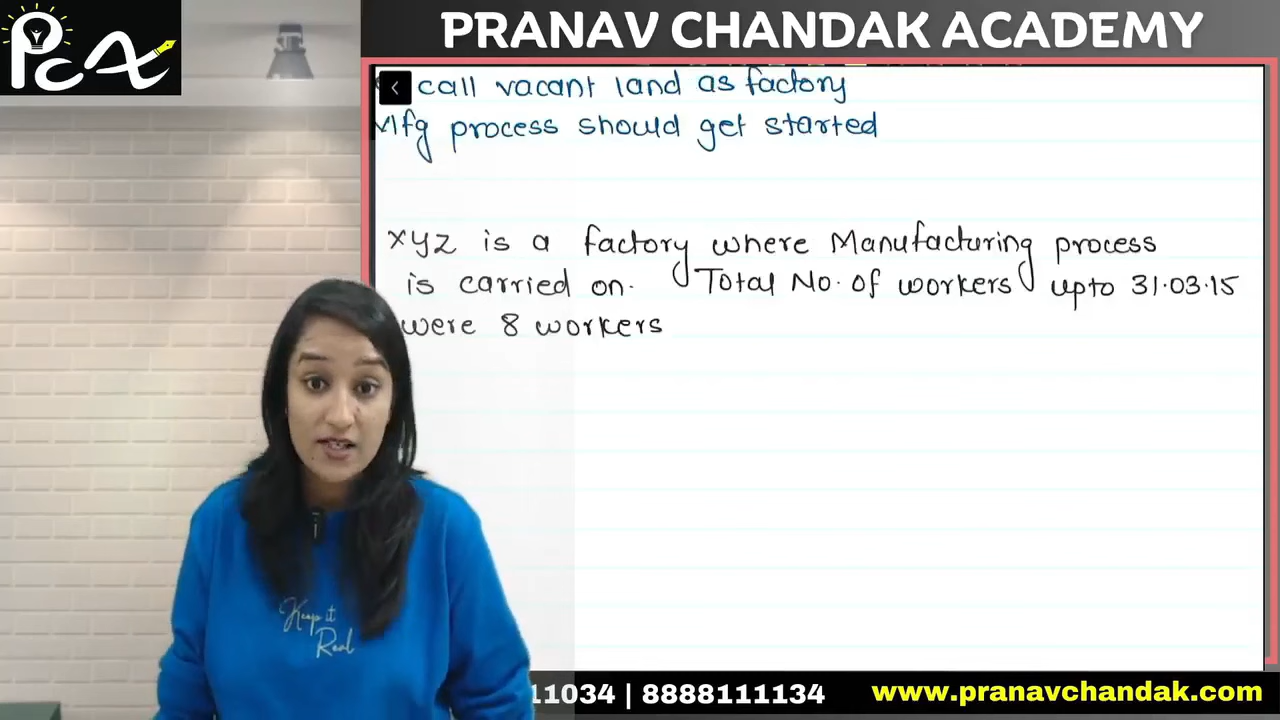 PCA
PRANAV CHANDAK ACADEMY
call vacant land as factory
Mfg process should get started
xyz is a factory where Manufacturing process
is carried on. Total No. of workers upto 31.03.15
were 8 workers
Keep it
Real
11034 | 8888111134
www.pranavchandak.com